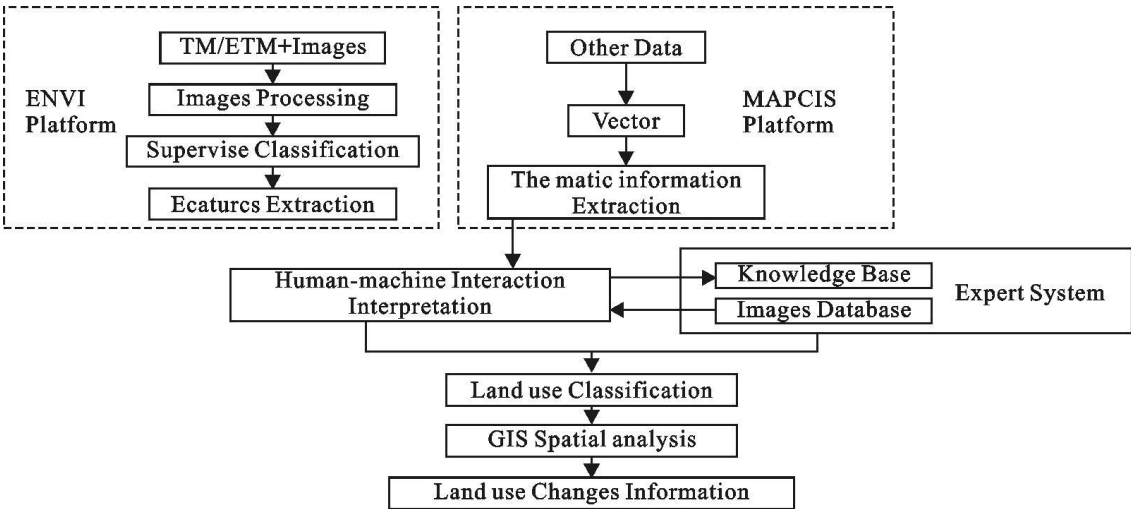 TM/ETM+Images
ENVI
Platform
Images Processing
Supervise Classification
Ecaturcs Extraction
Other Data
MAPCIS
Platform
Vector
The matic information
Extraction
Human-machine Interaction
Interpretation
Knowledge Base
Images Database
Expert System
Land use Classification
GIS Spatial analysis
Land use Changes Information